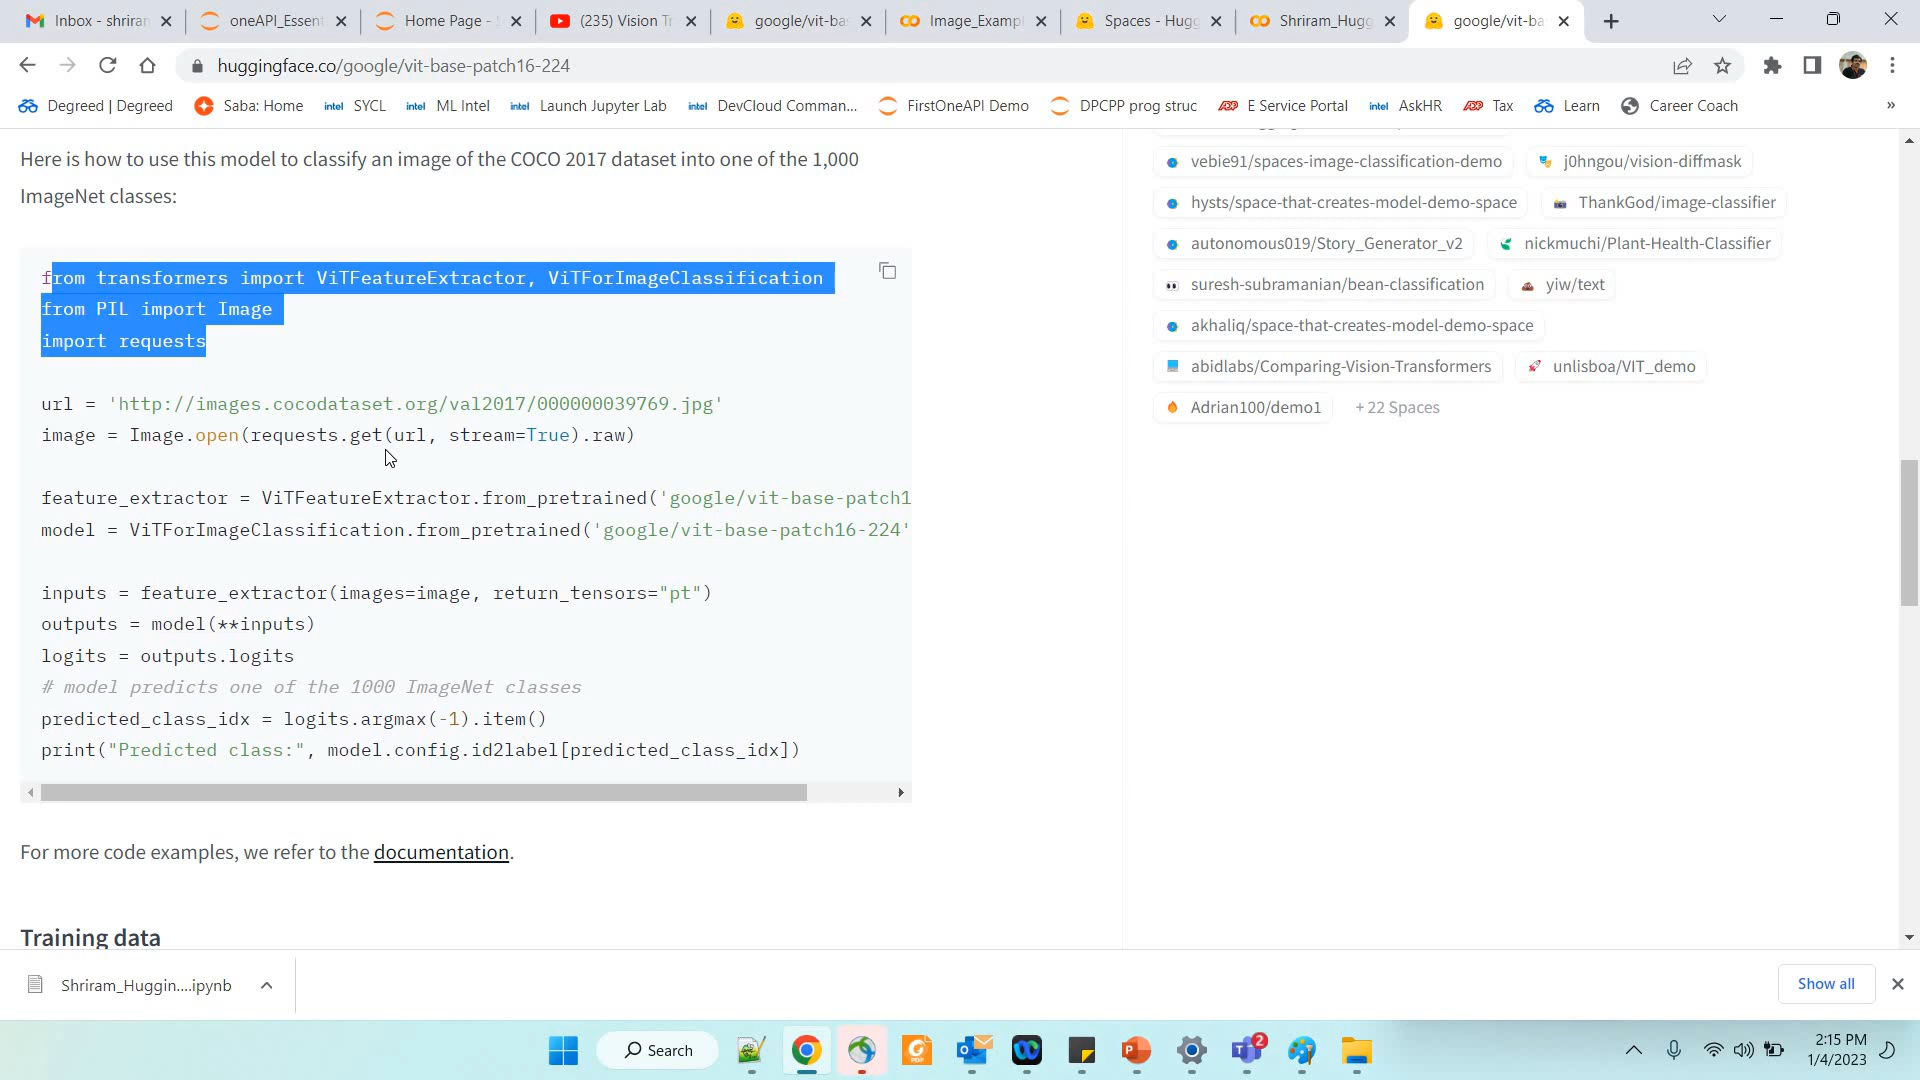 Inbox - shriram
oneAPI_Essent
Home Page -
(235) Vision Tr
google/vit-bas
Image_Exampl
Spaces - Hugg
Shriram_Hugg
google/vit-ba
huggingface.co/google/vit-base-patch16-224
Degreed | Degreed
Saba: Home
intel SYCL
intel ML Intel
intel Launch Jupyter Lab
intel DevCloud Comman...
FirstOneAPI Demo
DPCPP prog struc
ADP E Service Portal
intel AskHR
ADP Tax
Learn
Career Coach
»
Here is how to use this model to classify an image of the COCO 2017 dataset into one of the 1,000
ImageNet classes:
from transformers import ViTFeatureExtractor, ViTForImageClassification
from PIL import Image
import requests
url = 'http://images.cocodataset.org/val2017/000000039769.jpg'
image = Image.open(requests.get(url, stream=True).raw)
feature_extractor = ViTFeatureExtractor.from_pretrained('google/vit-base-patch1
model = ViTForImageClassification.from_pretrained('google/vit-base-patch16-224'
inputs = feature_extractor(images=image, return_tensors="pt")
outputs = model(**inputs)
logits = outputs.logits
# model predicts one of the 1000 ImageNet classes
predicted_class_idx = logits.argmax(-1).item()
print("Predicted class:", model.config.id2label[predicted_class_idx])
For more code examples, we refer to the documentation.
Training data
vebie91/spaces-image-classification-demo
j0hngou/vision-diffmask
hysts/space-that-creates-model-demo-space
ThankGod/image-classifier
autonomous019/Story_Generator_v2
nickmuchi/Plant-Health-Classifier
suresh-subramanian/bean-classification
yiw/text
akhaliq/space-that-creates-model-demo-space
abidlabs/Comparing-Vision-Transformers
unlisboa/VIT_demo
Adrian100/demo1
+ 22 Spaces
Shriram_Huggin....ipynb
Show all
Search
2
2:15 PM
1/4/2023